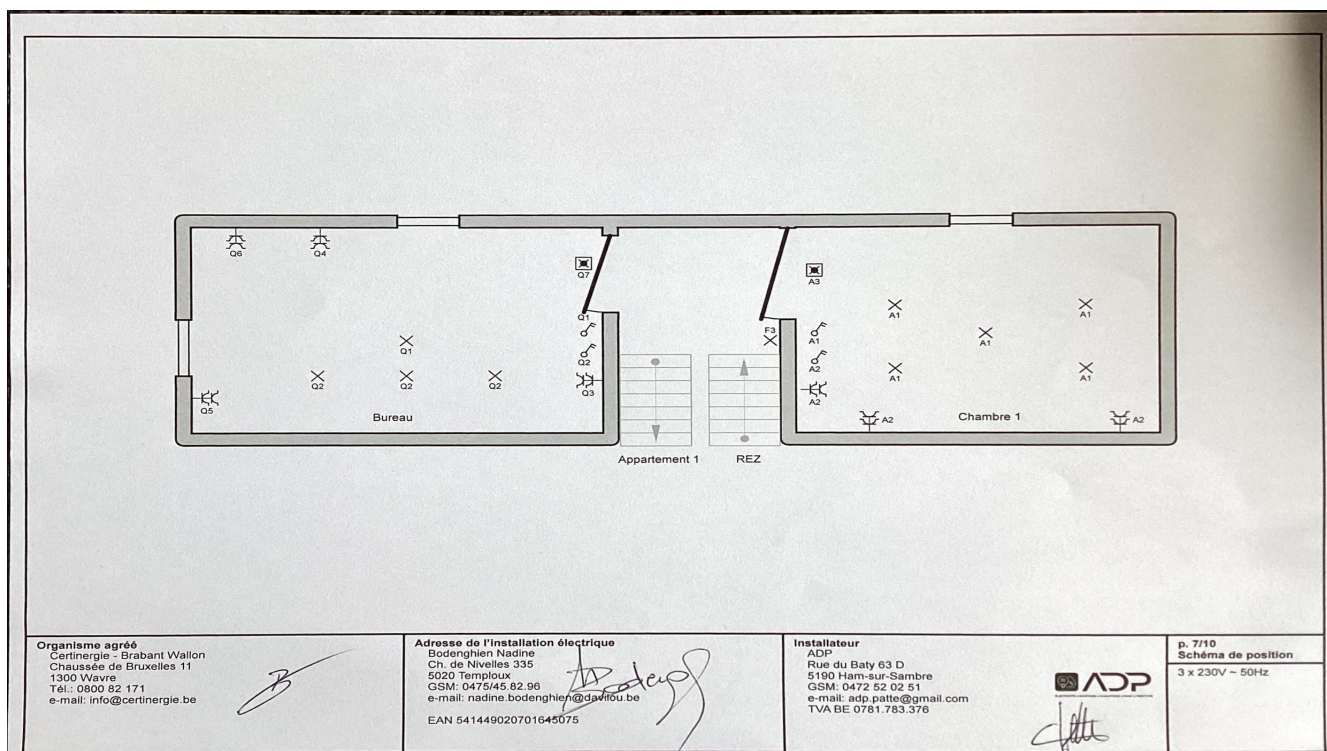 Q6
Q4
Q7
A3
Q1
F3
A1
A1
A1
A1
Q1
Q2
A2
A1
A1
Q2
Q2
Q2
Q3
A2
Q5
Bureau
A2
Chambre 1
A2
Appartement 1
REZ
Organisme agréé
Certinergie - Brabant Wallon
Chaussée de Bruxelles 11
1300 Wavre
Tél.: 0800 82 171
e-mail: info@certinergie.be
Adresse de l'installation électrique
Bodenghien Nadine
Ch. de Nivelles 335
5020 Temploux
GSM: 0475/45.82.96
e-mail: nadine.bodenghien@davilou.be
EAN 541449020701645075
Installateur
ADP
Rue du Baty 63 D
5190 Ham-sur-Sambre
GSM: 0472 52 02 51
e-mail: adp.patte@gmail.com
TVA BE 0781.783.376
ADP
p. 7/10
Schéma de position
3 x 230V ~ 50Hz